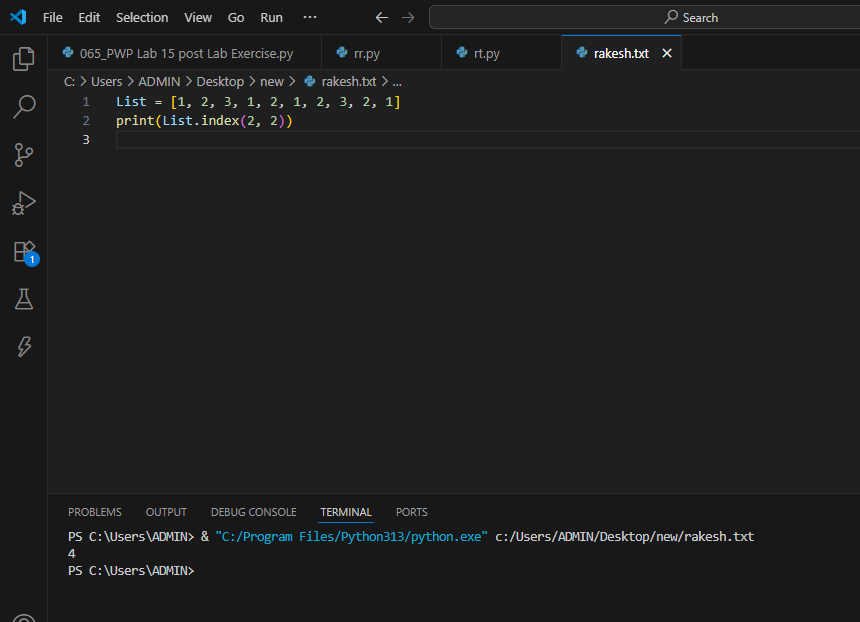 File Edit Selection View Go Run ··· Search
065_PWP Lab 15 post Lab Exercise.py rr.py rt.py rakesh.txt
C: > Users > ADMIN > Desktop > new > rakesh.txt > ...
1 List = [1, 2, 3, 1, 2, 1, 2, 3, 2, 1]
2 print(List.index(2, 2))
3
1
PROBLEMS OUTPUT DEBUG CONSOLE TERMINAL PORTS
PS C:\Users\ADMIN> & "C:/Program Files/Python313/python.exe" c:/Users/ADMIN/Desktop/new/rakesh.txt
4
PS C:\Users\ADMIN>